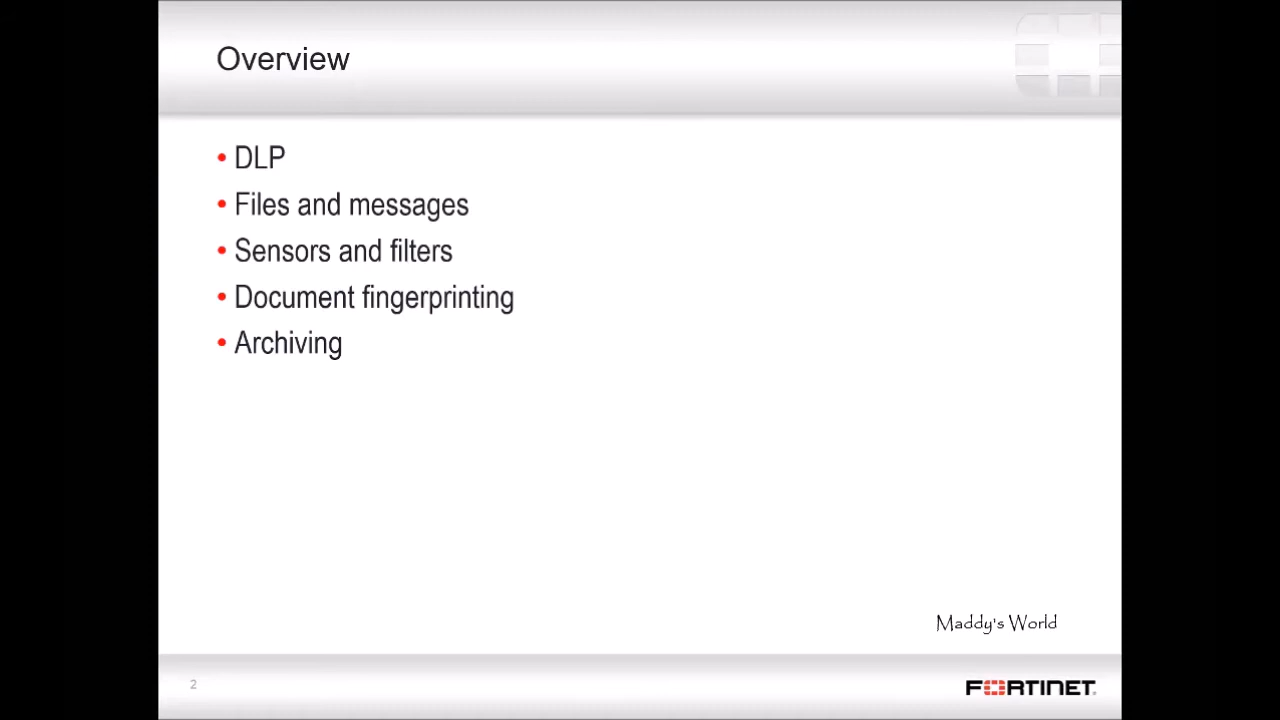 Overview
• DLP
• Files and messages
• Sensors and filters
• Document fingerprinting
• Archiving
Maddy's World
2
FORTINET